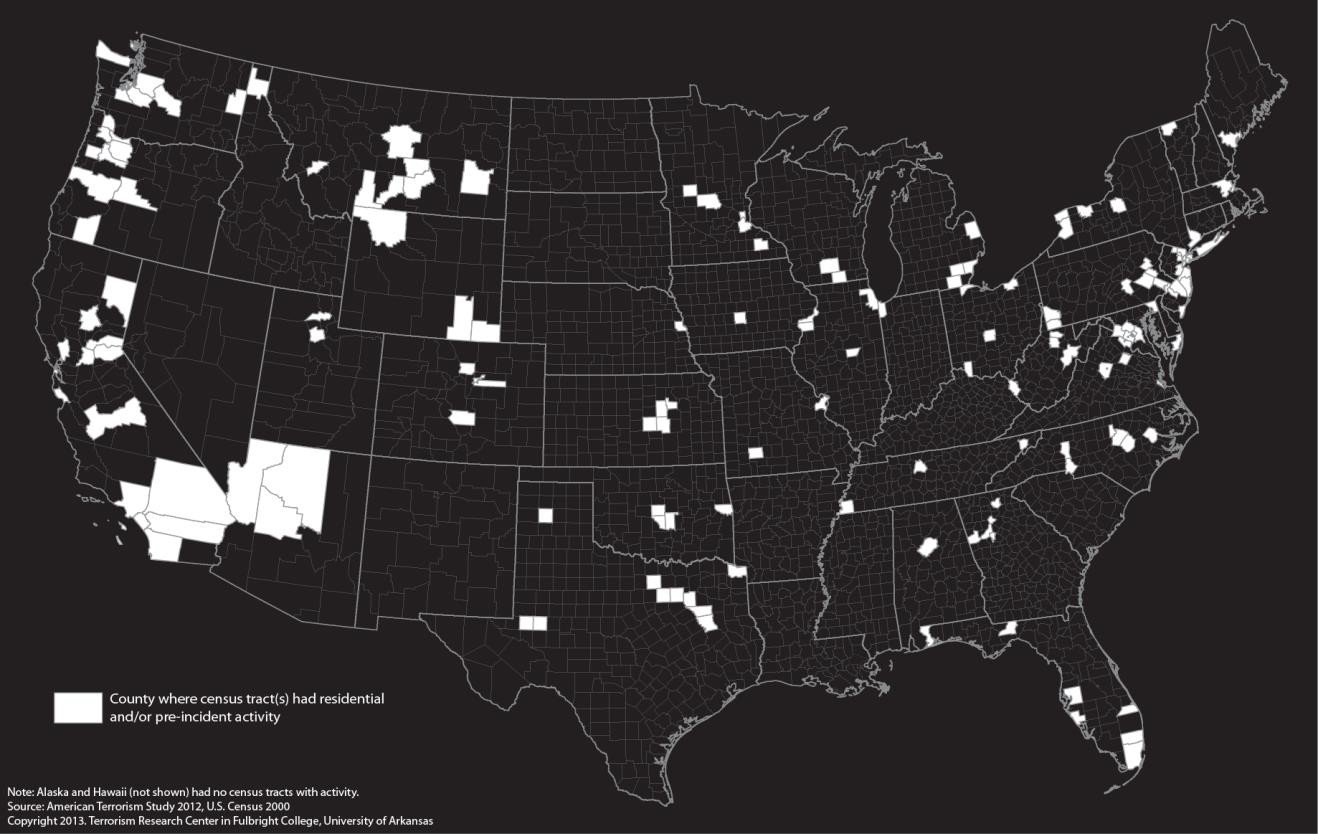 County where census tract(s) had residential
and/or pre-incident activity
Note: Alaska and Hawaii (not shown) had no census tracts with activity.
Source: American Terrorism Study 2012, U.S. Census 2000
Copyright 2013. Terrorism Research Center in Fulbright College, University of Arkansas